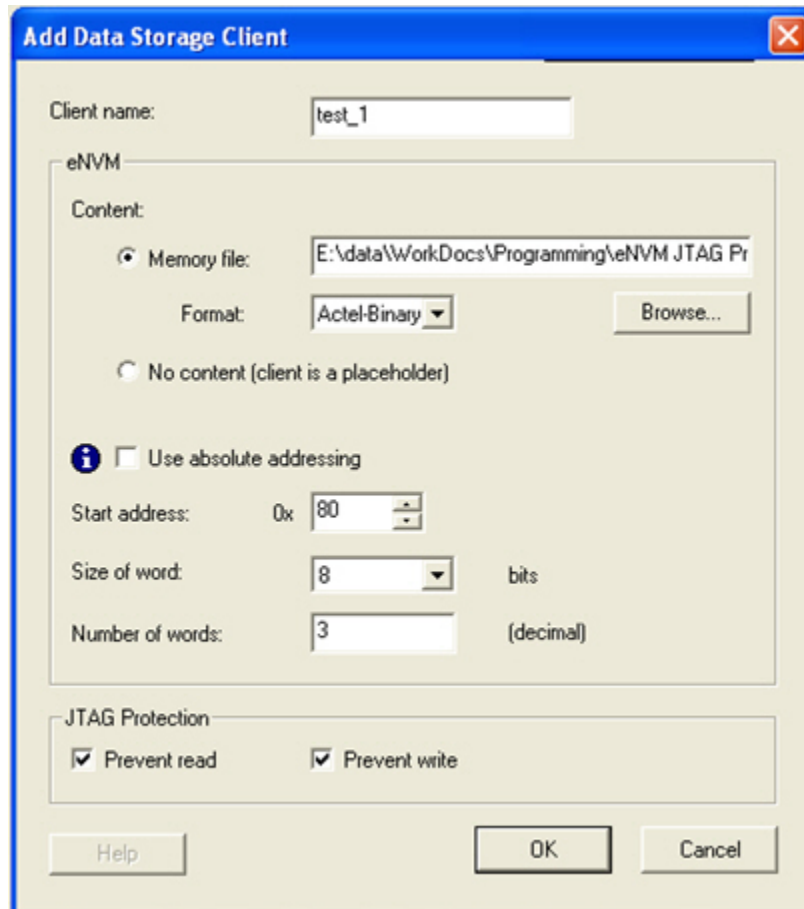 Add Data Storage Client
Client name: test_1
eNVM
Content:
Memory file: E:\data\WorkDocs\Programming\eNVM JTAG Pr
Format: Actel-Binary Browse...
No content (client is a placeholder)
Use absolute addressing
Start address: 0x 80
Size of word: 8 bits
Number of words: 3 (decimal)
JTAG Protection
Prevent read Prevent write
Help OK Cancel